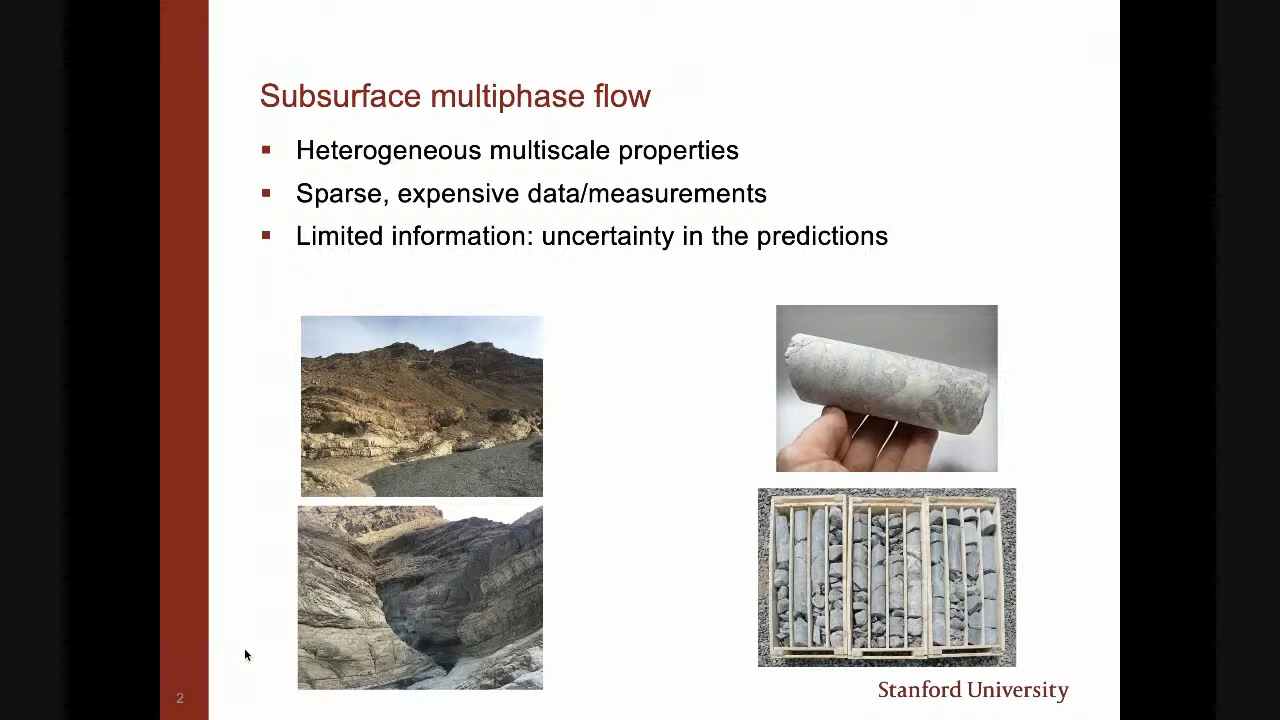 Subsurface multiphase flow
▪ Heterogeneous multiscale properties
▪ Sparse, expensive data/measurements
▪ Limited information: uncertainty in the predictions
2
Stanford University